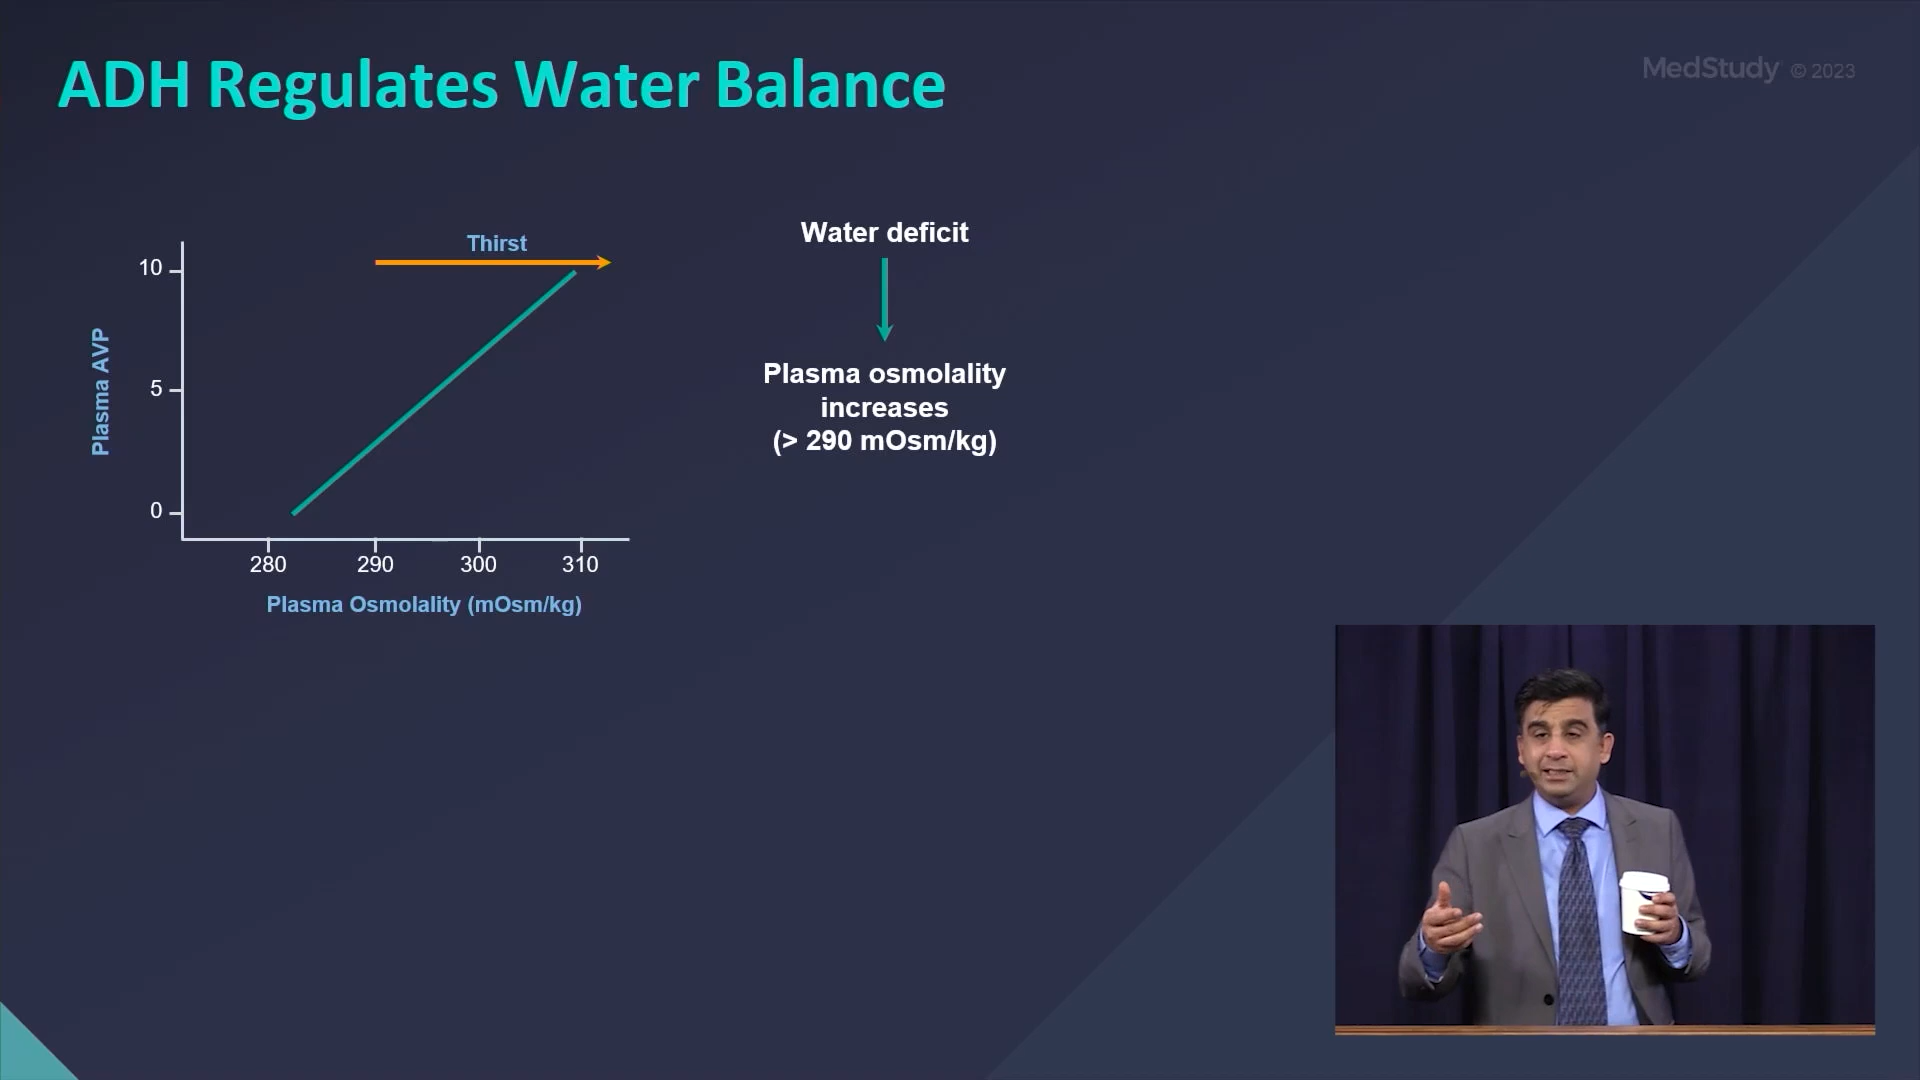 ADH Regulates Water Balance
MedStudy © 2023
Thirst
10
5
0
Plasma AVP
280 290 300 310
Plasma Osmolality (mOsm/kg)
Water deficit
Plasma osmolality
increases
(> 290 mOsm/kg)